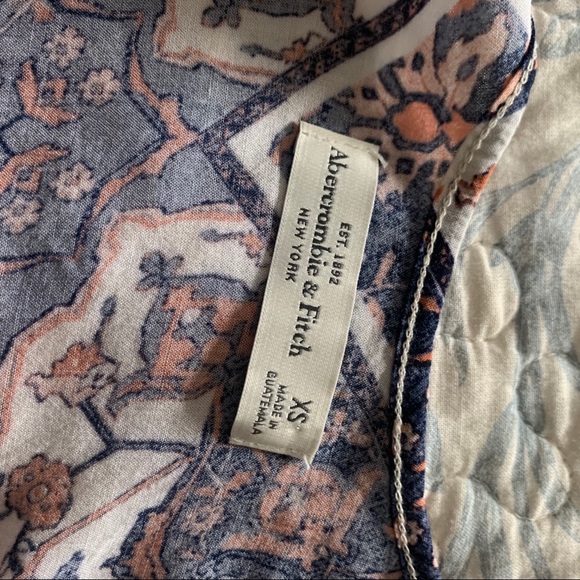 EST. 1892
Abercrombie & Fitch
NEW YORK
XS
MADE IN
GUATEMALA